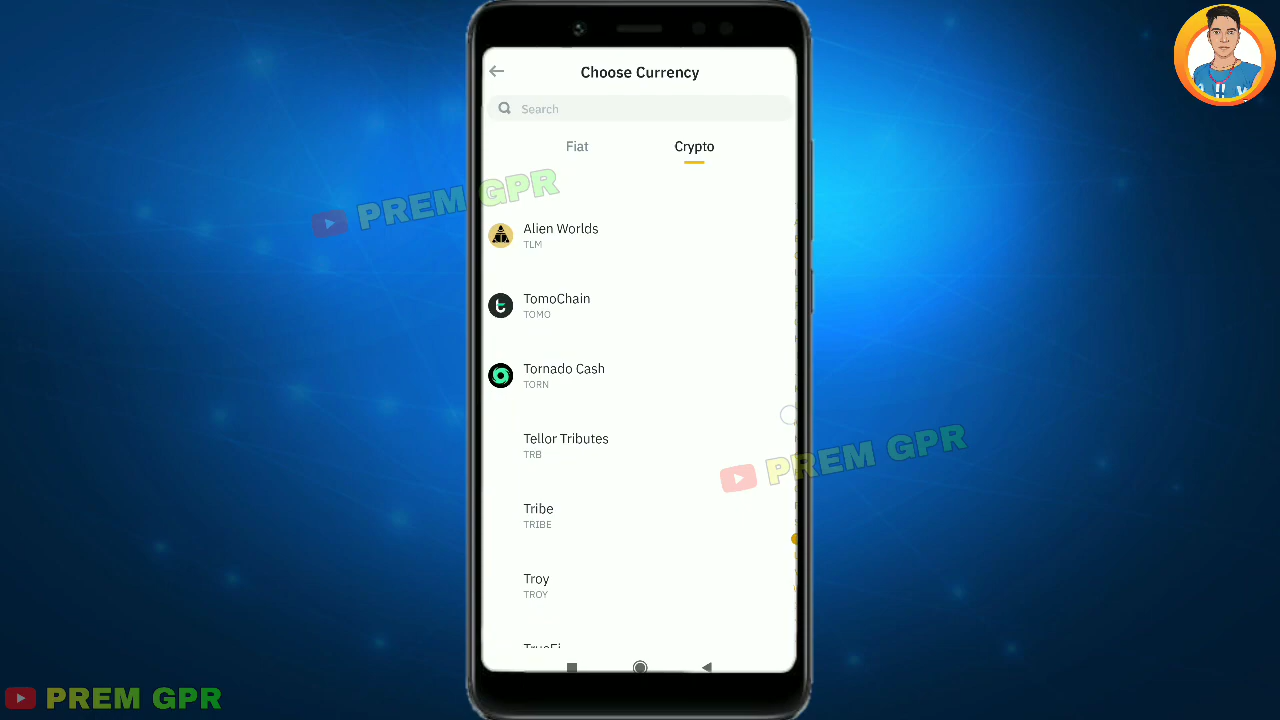 Choose Currency
Search
Fiat
Crypto
PREM GPR
Alien Worlds
TLM
TomoChain
TOMO
Tornado Cash
TORN
Tellor Tributes
TRB
PREM GPR
Tribe
TRIBE
Troy
TROY
TrueFi
PREM GPR